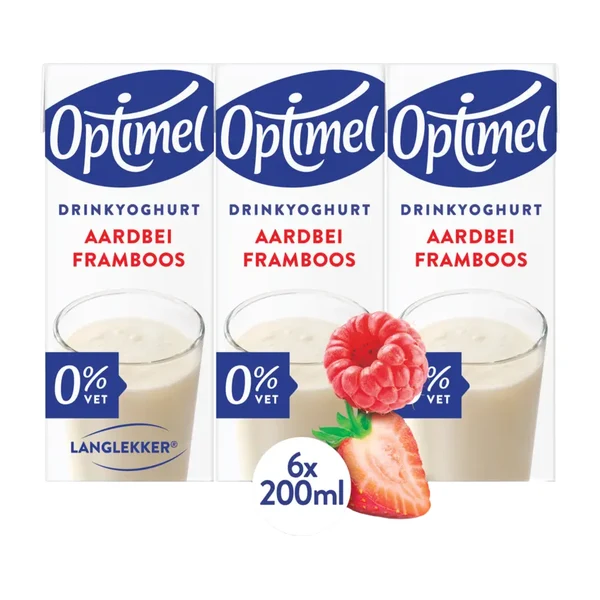 Optimel
DRINKYOGHURT
AARDBEI
FRAMBOOS
0%
VET
LANGLEKKER®
Optimel
DRINKYOGHURT
AARDBEI
FRAMBOOS
0%
VET
Optimel
DRINKYOGHURT
AARDBEI
FRAMBOOS
0%
VET
6x
200ml